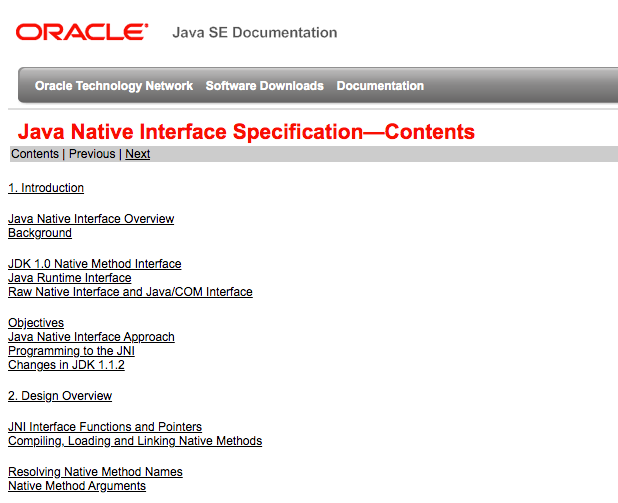 ORACLE Java SE Documentation
Oracle Technology Network Software Downloads Documentation
Java Native Interface Specification—Contents
Contents | Previous | Next
1. Introduction
Java Native Interface Overview
Background
JDK 1.0 Native Method Interface
Java Runtime Interface
Raw Native Interface and Java/COM Interface
Objectives
Java Native Interface Approach
Programming to the JNI
Changes in JDK 1.1.2
2. Design Overview
JNI Interface Functions and Pointers
Compiling, Loading and Linking Native Methods
Resolving Native Method Names
Native Method Arguments